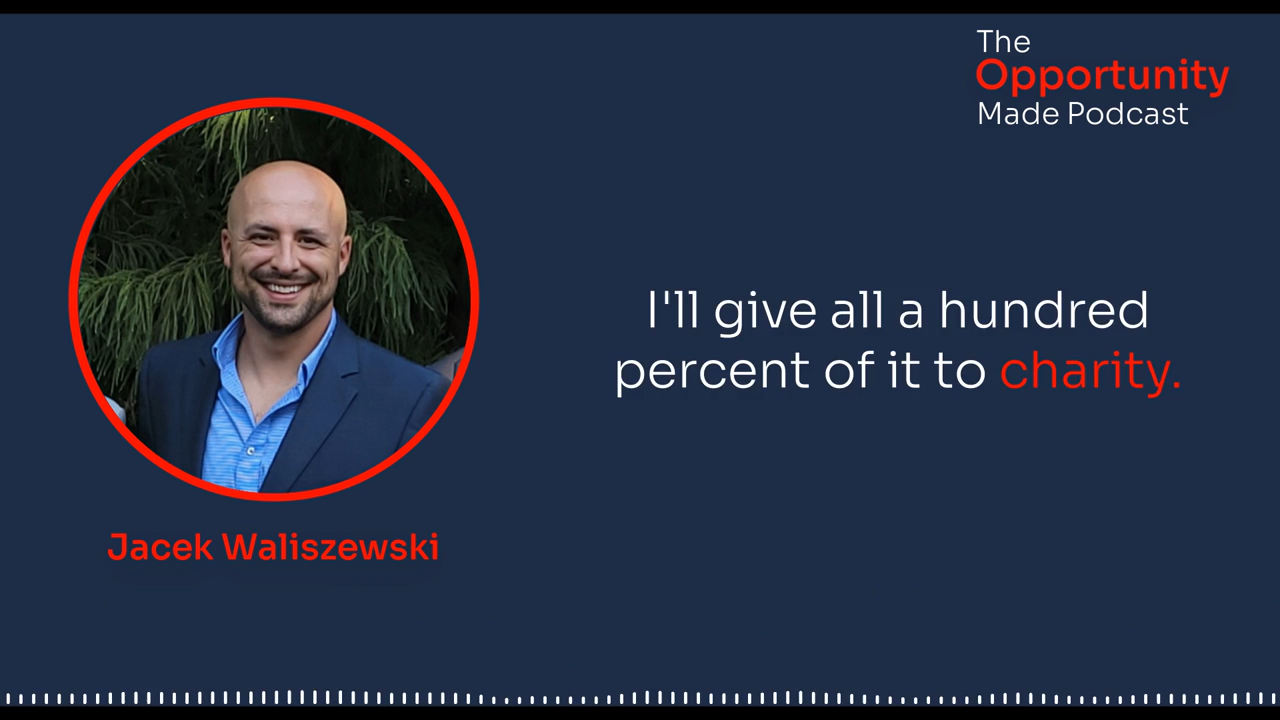 The
Opportunity
Made Podcast
I'll give all a hundred
percent of it to charity.
Jacek Waliszewski